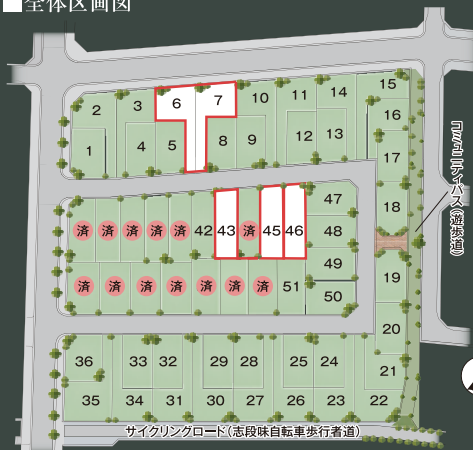 ■全体区画図
2 3 6 7 10 11 14 15
1 4 5 8 9 12 13 16
17
18
済 済 済 済 済 42 43 済 45 46 47
48
済 済 済 済 済 済 済 51 49
50
19
20
36 33 32 29 28 25 24 21
35 34 31 30 27 26 23 22
コミュニティパス(遊歩道)
サイクリングロード(志段味自転車歩行者道)